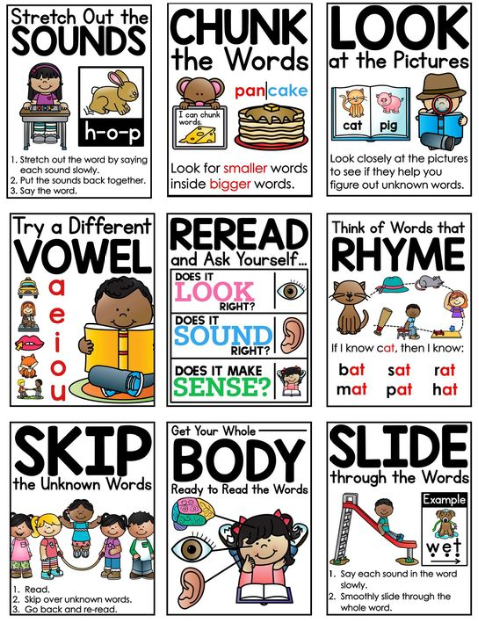 Stretch Out the
SOUNDS
h-o-p
1. Stretch out the word by saying
each sound slowly.
2. Put the sounds back together.
3. Say the word.
CHUNK
the Words
pan|cake
I can chunk
words.
Look for smaller words
inside bigger words.
LOOK
at the Pictures
cat pig
Look closely at the pictures
to see if they help you
figure out unknown words.
Try a Different
VOWEL
a
e
i
o
u
REREAD
and Ask Yourself...
DOES IT
LOOK
RIGHT?
DOES IT
SOUND
RIGHT?
DOES IT MAKE
SENSE?
Think of Words that
RHYME
If I know cat, then I know:
bat sat rat
mat pat hat
SKIP
the Unknown Words
1. Read.
2. Skip over unknown words.
3. Go back and re-read.
Get Your Whole
BODY
Ready to Read the Words
SLIDE
through the Words
Example
wet
1. Say each sound in the word
slowly.
2. Smoothly slide through the
whole word.